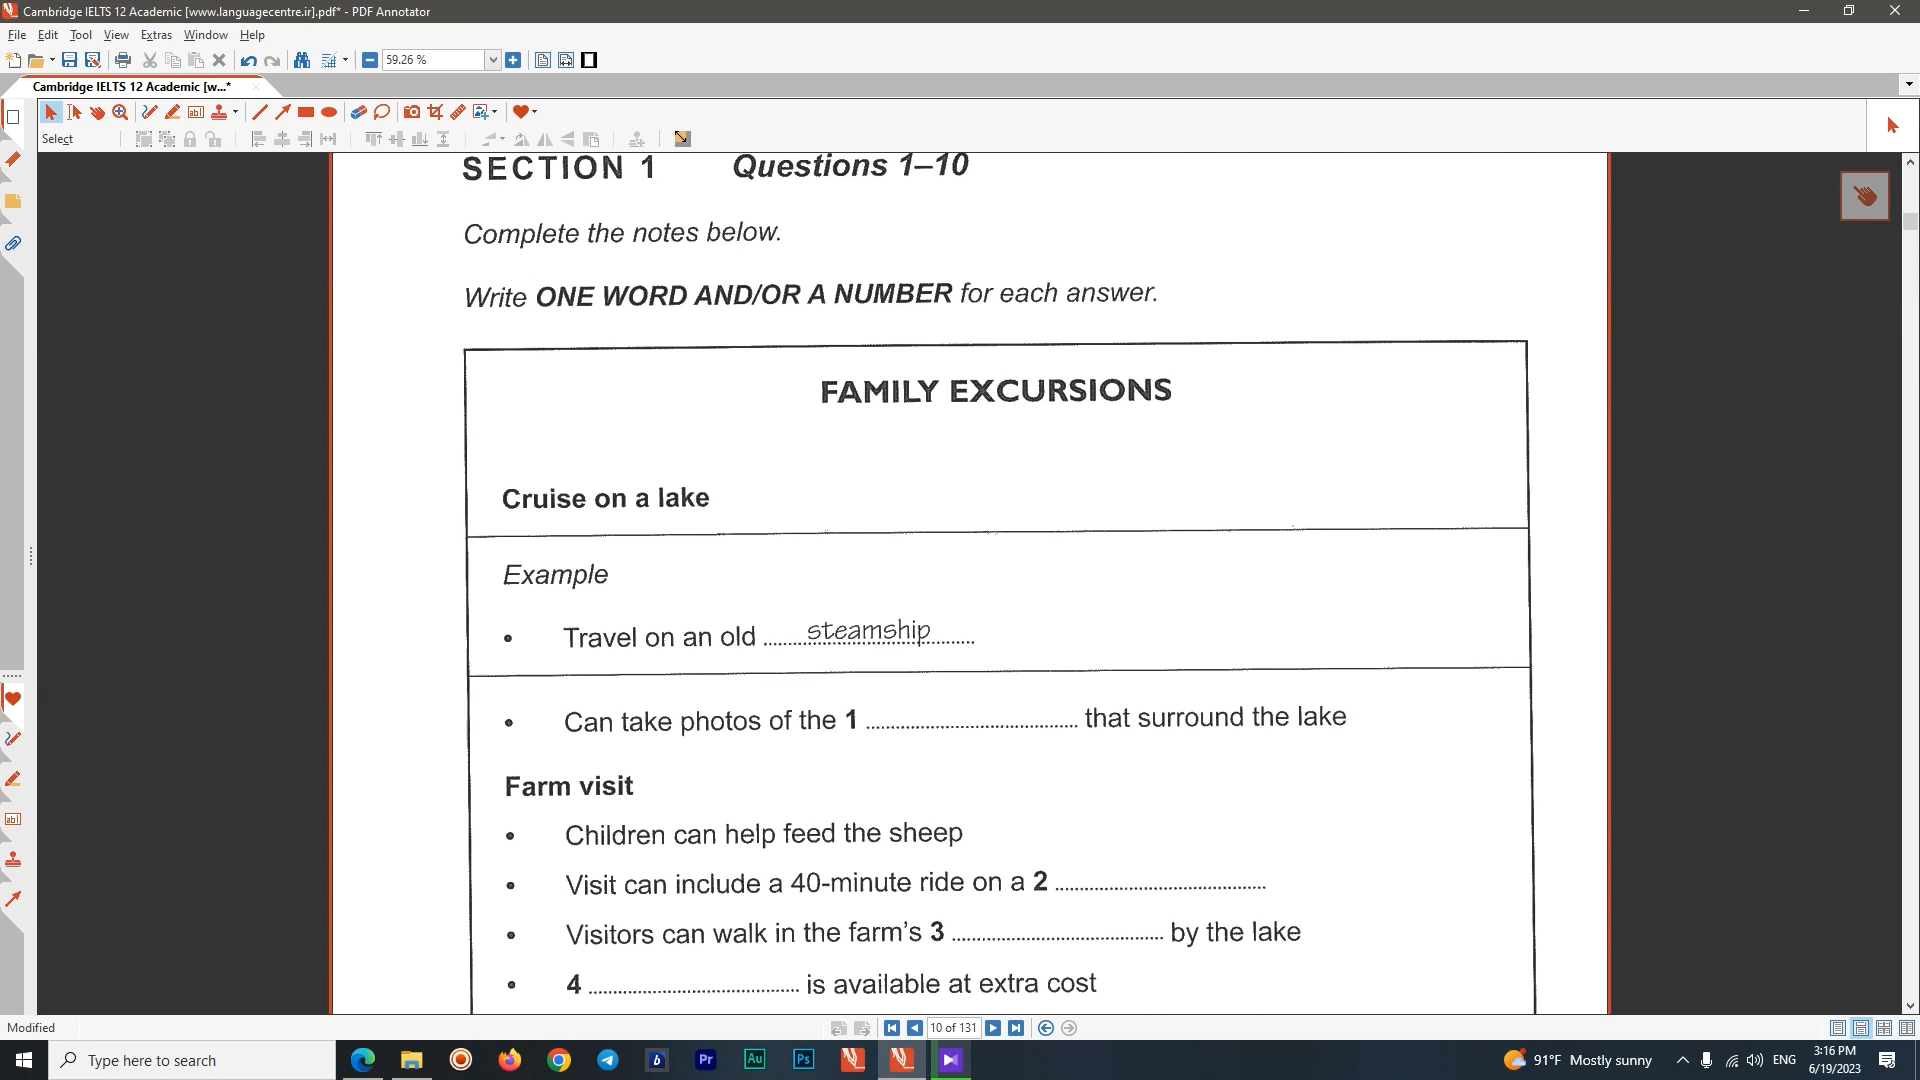 Cambridge IELTS 12 Academic [www.languagecentre.ir].pdf* - PDF Annotator
File Edit Tool View Extras Window Help
59.26 %
Cambridge IELTS 12 Academic [w...*
Select
SECTION 1 Questions 1–10
Complete the notes below.
Write ONE WORD AND/OR A NUMBER for each answer.
FAMILY EXCURSIONS
Cruise on a lake
Example
• Travel on an old ......steamship......
• Can take photos of the 1 .................................. that surround the lake
Farm visit
• Children can help feed the sheep
• Visit can include a 40-minute ride on a 2 ..................................
• Visitors can walk in the farm's 3 .................................. by the lake
• 4 .................................. is available at extra cost
Modified
10 of 131
Type here to search
b Pr Au Ps
91°F Mostly sunny
ENG
3:16 PM
6/19/2023